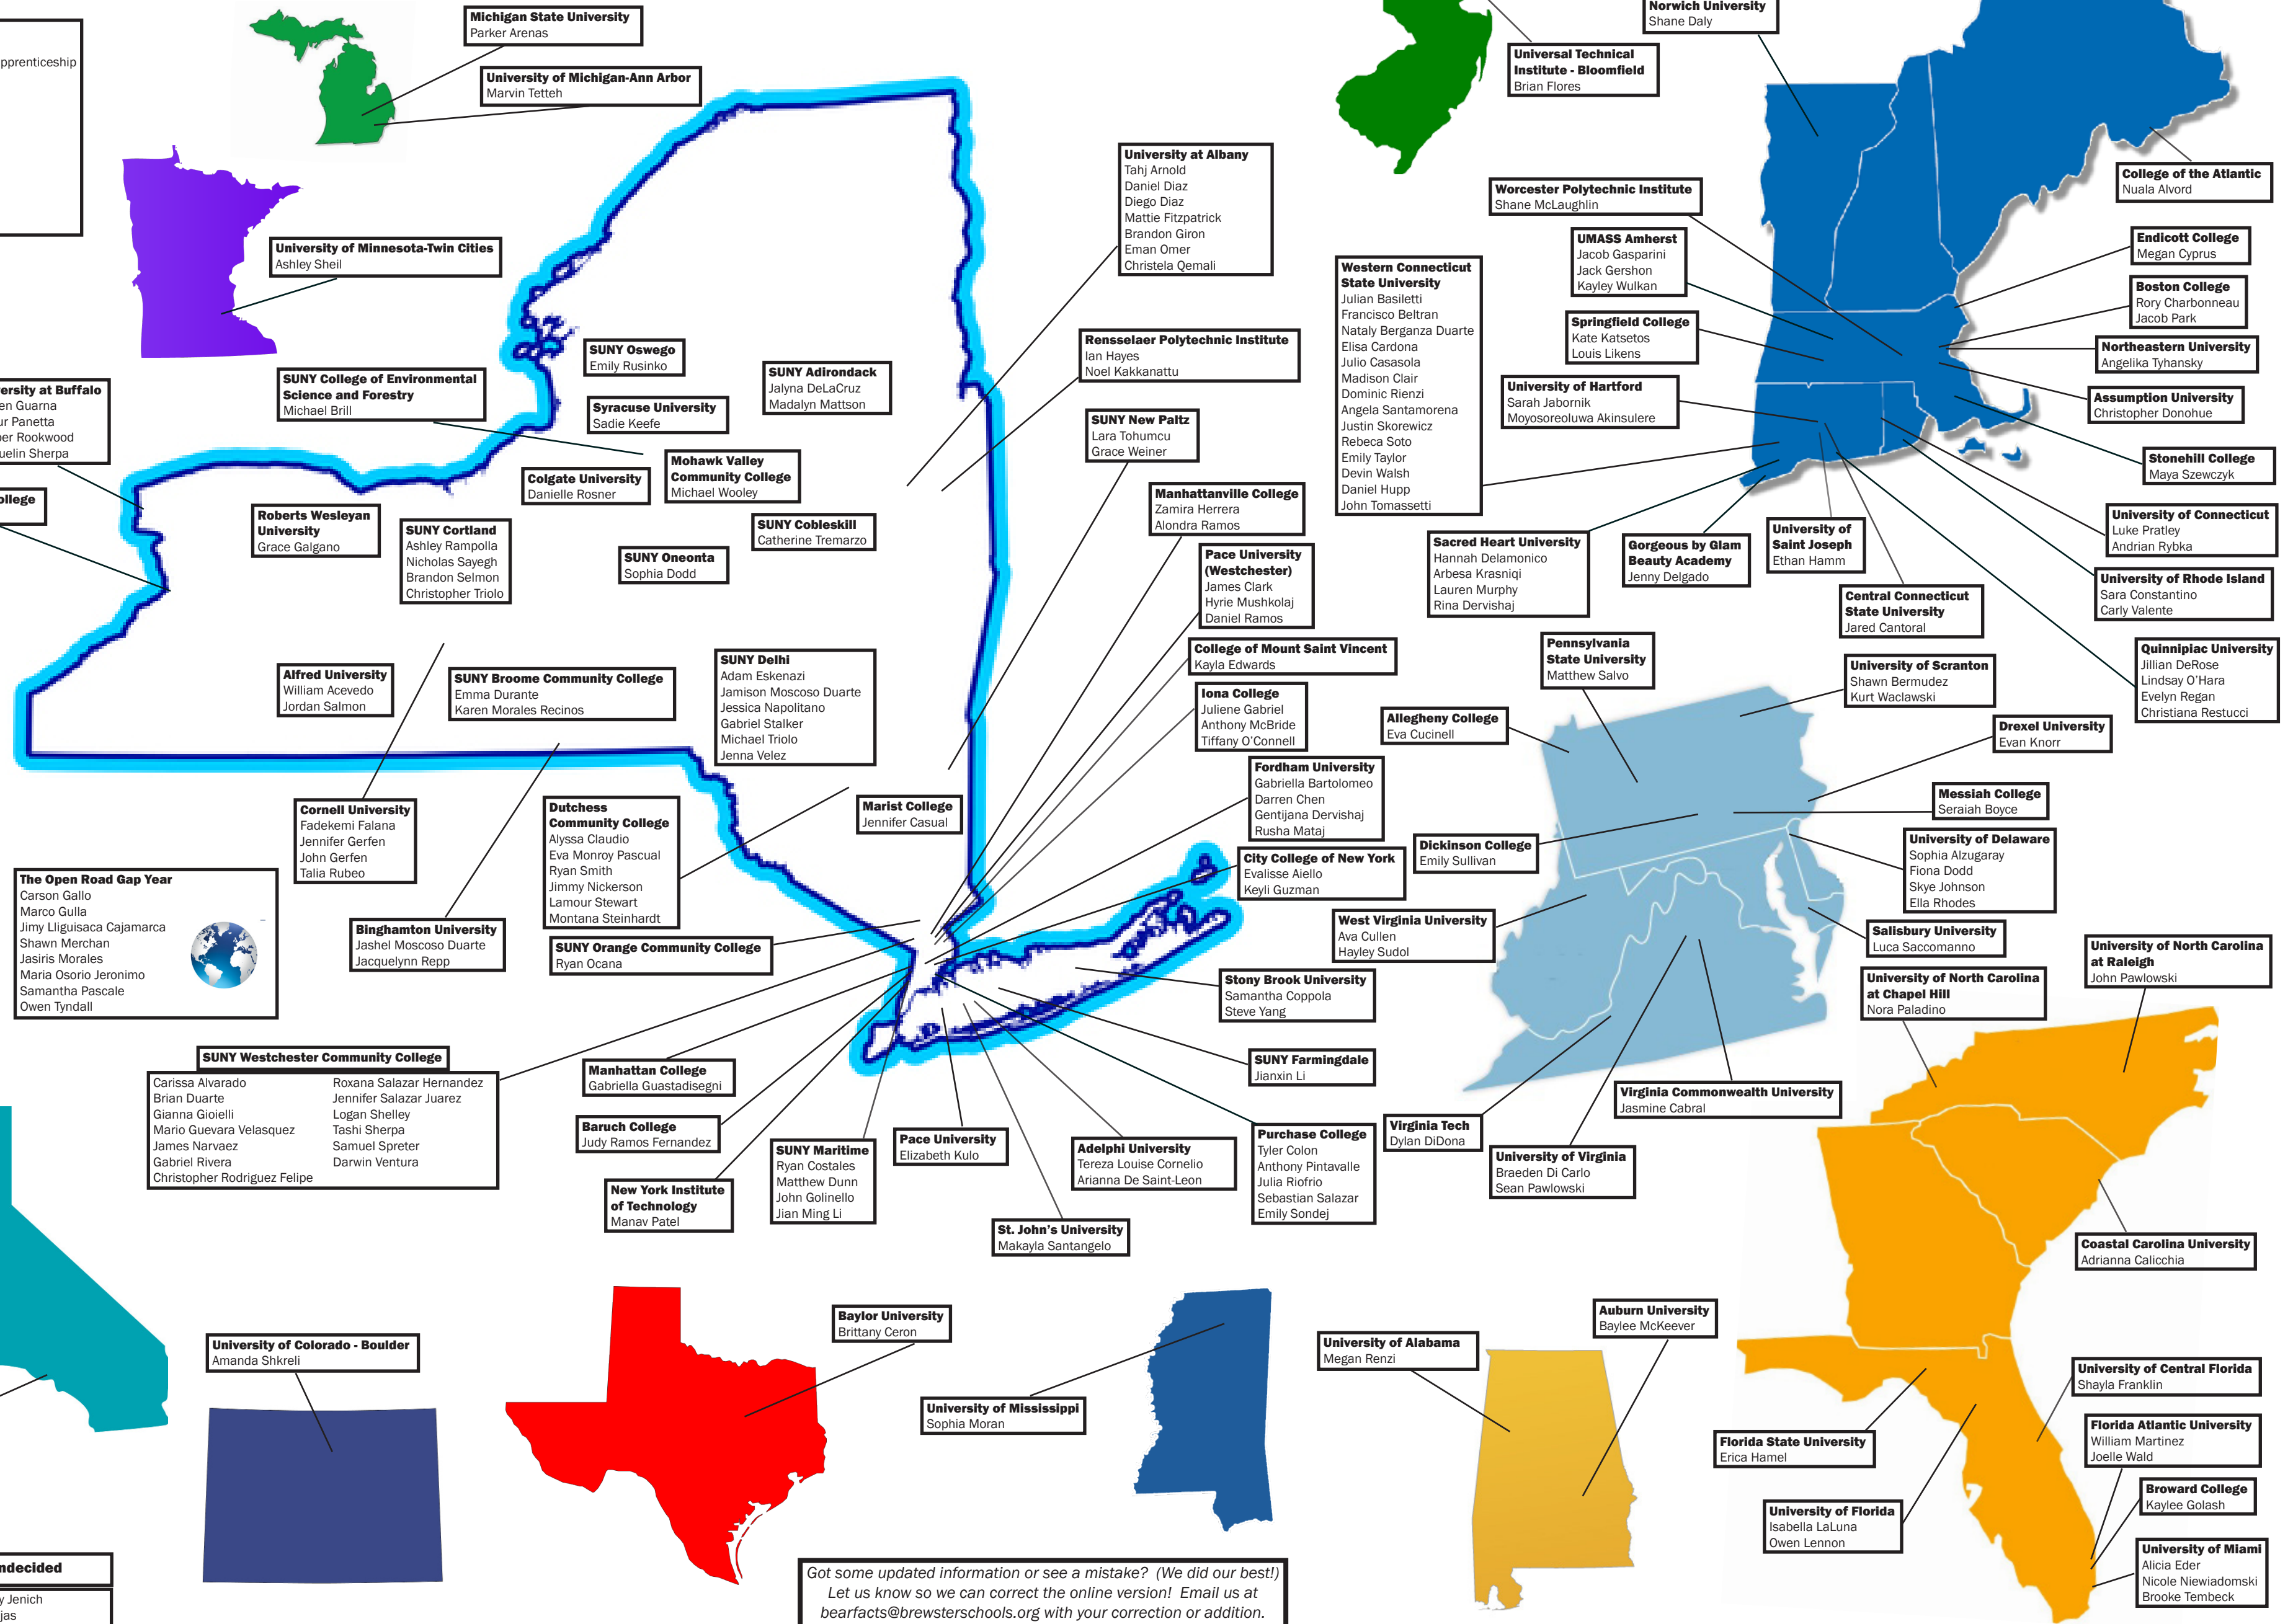 pprenticeship
Michigan State University
Parker Arenas
University of Michigan-Ann Arbor
Marvin Tetteh
University of Minnesota-Twin Cities
Ashley Sheil
Universal Technical
Institute - Bloomfield
Brian Flores
Norwich University
Shane Daly
College of the Atlantic
Nuala Alvord
Endicott College
Megan Cyprus
Boston College
Rory Charbonneau
Jacob Park
Northeastern University
Angelika Tyhansky
Assumption University
Christopher Donohue
Stonehill College
Maya Szewczyk
University of Connecticut
Luke Pratley
Andrian Rybka
University of Rhode Island
Sara Constantino
Carly Valente
Quinnipiac University
Jillian DeRose
Lindsay O'Hara
Evelyn Regan
Christiana Restucci
Worcester Polytechnic Institute
Shane McLaughlin
UMASS Amherst
Jacob Gasparini
Jack Gershon
Kayley Wulkan
Springfield College
Kate Katsetos
Louis Likens
University of Hartford
Sarah Jabornik
Moyosoreoluwa Akinsulere
Western Connecticut
State University
Julian Basiletti
Francisco Beltran
Nataly Berganza Duarte
Elisa Cardona
Julio Casasola
Madison Clair
Dominic Rienzi
Angela Santamorena
Justin Skorewicz
Rebeca Soto
Emily Taylor
Devin Walsh
Daniel Hupp
John Tomassetti
Sacred Heart University
Hannah Delamonico
Arbesa Krasniqi
Lauren Murphy
Rina Dervishaj
Gorgeous by Glam
Beauty Academy
Jenny Delgado
University of
Saint Joseph
Ethan Hamm
Central Connecticut
State University
Jared Cantoral
University at Albany
Tahj Arnold
Daniel Diaz
Diego Diaz
Mattie Fitzpatrick
Brandon Giron
Eman Omer
Christela Qemali
Rensselaer Polytechnic Institute
Ian Hayes
Noel Kakkanattu
SUNY New Paltz
Lara Tohumcu
Grace Weiner
Manhattanville College
Zamira Herrera
Alondra Ramos
Pace University
(Westchester)
James Clark
Hyrie Mushkolaj
Daniel Ramos
College of Mount Saint Vincent
Kayla Edwards
Iona College
Juliene Gabriel
Anthony McBride
Tiffany O'Connell
Fordham University
Gabriella Bartolomeo
Darren Chen
Gentijana Dervishaj
Rusha Mataj
City College of New York
Evalisse Aiello
Keyli Guzman
Stony Brook University
Samantha Coppola
Steve Yang
SUNY Farmingdale
Jianxin Li
Purchase College
Tyler Colon
Anthony Pintavalle
Julia Riofrio
Sebastian Salazar
Emily Sondej
Adelphi University
Tereza Louise Cornelio
Arianna De Saint-Leon
St. John's University
Makayla Santangelo
Pace University
Elizabeth Kulo
SUNY Maritime
Ryan Costales
Matthew Dunn
John Golinello
Jian Ming Li
New York Institute
of Technology
Manav Patel
Baruch College
Judy Ramos Fernandez
Manhattan College
Gabriella Guastadisegni
SUNY Westchester Community College
Carissa Alvarado
Brian Duarte
Gianna Gioielli
Mario Guevara Velasquez
James Narvaez
Gabriel Rivera
Christopher Rodriguez Felipe
Roxana Salazar Hernandez
Jennifer Salazar Juarez
Logan Shelley
Tashi Sherpa
Samuel Spreter
Darwin Ventura
SUNY Oswego
Emily Rusinko
SUNY Adirondack
Jalyna DeLaCruz
Madalyn Mattson
SUNY College of Environmental
Science and Forestry
Michael Brill
Syracuse University
Sadie Keefe
Mohawk Valley
Community College
Michael Wooley
Colgate University
Danielle Rosner
ersity at Buffalo
en Guarna
ur Panetta
er Rookwood
uelin Sherpa
ollege
Roberts Wesleyan
University
Grace Galgano
SUNY Cortland
Ashley Rampolla
Nicholas Sayegh
Brandon Selmon
Christopher Triolo
SUNY Cobleskill
Catherine Tremarzo
SUNY Oneonta
Sophia Dodd
Alfred University
William Acevedo
Jordan Salmon
SUNY Broome Community College
Emma Durante
Karen Morales Recinos
SUNY Delhi
Adam Eskenazi
Jamison Moscoso Duarte
Jessica Napolitano
Gabriel Stalker
Michael Triolo
Jenna Velez
Marist College
Jennifer Casual
Cornell University
Fadekemi Falana
Jennifer Gerfen
John Gerfen
Talia Rubeo
Dutchess
Community College
Alyssa Claudio
Eva Monroy Pascual
Ryan Smith
Jimmy Nickerson
Lamour Stewart
Montana Steinhardt
Binghamton University
Jashel Moscoso Duarte
Jacquelynn Repp
SUNY Orange Community College
Ryan Ocana
The Open Road Gap Year
Carson Gallo
Marco Gulla
Jimy Lliguisaca Cajamarca
Shawn Merchan
Jasiris Morales
Maria Osorio Jeronimo
Samantha Pascale
Owen Tyndall
Pennsylvania
State University
Matthew Salvo
University of Scranton
Shawn Bermudez
Kurt Waclawski
Allegheny College
Eva Cucinell
Drexel University
Evan Knorr
Messiah College
Seraiah Boyce
Dickinson College
Emily Sullivan
University of Delaware
Sophia Alzugaray
Fiona Dodd
Skye Johnson
Ella Rhodes
West Virginia University
Ava Cullen
Hayley Sudol
Salisbury University
Luca Saccomanno
Virginia Commonwealth University
Jasmine Cabral
Virginia Tech
Dylan DiDona
University of Virginia
Braeden Di Carlo
Sean Pawlowski
University of North Carolina
at Chapel Hill
Nora Paladino
University of North Carolina
at Raleigh
John Pawlowski
Coastal Carolina University
Adrianna Calicchia
University of Colorado - Boulder
Amanda Shkreli
Baylor University
Brittany Ceron
University of Mississippi
Sophia Moran
University of Alabama
Megan Renzi
Auburn University
Baylee McKeever
University of Central Florida
Shayla Franklin
Florida State University
Erica Hamel
Florida Atlantic University
William Martinez
Joelle Wald
Broward College
Kaylee Golash
University of Florida
Isabella LaLuna
Owen Lennon
University of Miami
Alicia Eder
Nicole Niewiadomski
Brooke Tembeck
ndecided
y Jenich
jas
Got some updated information or see a mistake? (We did our best!)
Let us know so we can correct the online version! Email us at
bearfacts@brewsterschools.org with your correction or addition.